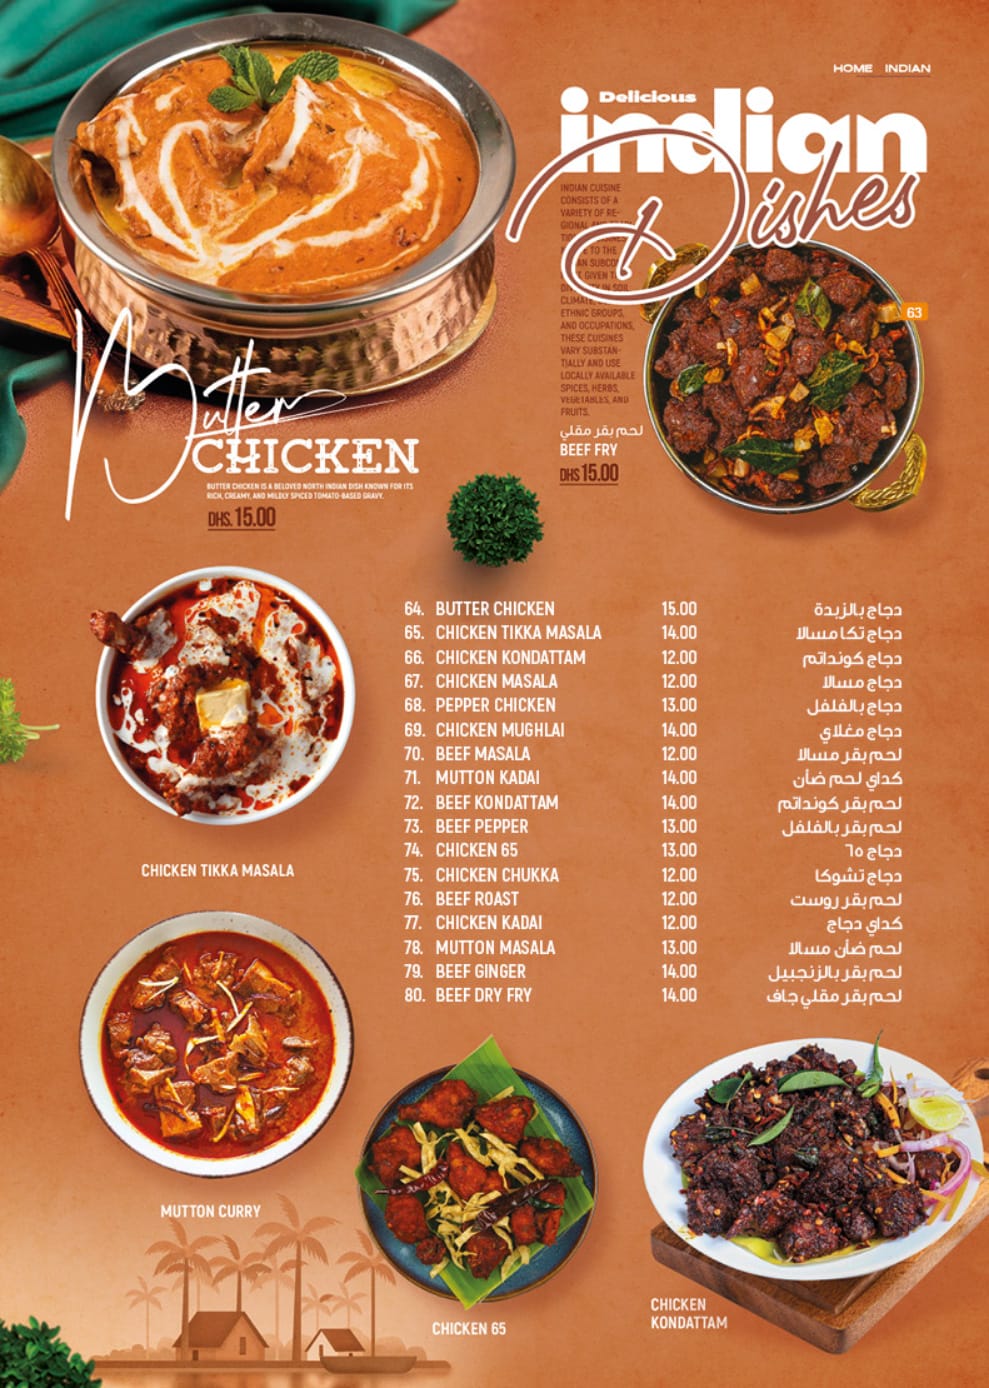 HOME INDIAN
Delicious
indian
Dishes
INDIAN CUISINE
CONSISTS OF A
VARIETY OF RE-
GIONAL AND
TO THE
SUBCO
GIVEN
IN SOIL
CLIMATE,
ETHNIC GROUPS,
AND OCCUPATIONS,
THESE CUISINES
VARY SUBSTAN-
TIALLY AND USE
LOCALLY AVAILABLE
SPICES, HERBS,
VEGETABLES, AND
FRUITS.
63
لحم بقر مقلي
BEEF FRY
DHS 15.00
Butter
CHICKEN
BUTTER CHICKEN IS A BELOVED NORTH INDIAN DISH KNOWN FOR ITS
RICH, CREAMY, AND MILDLY SPICED TOMATO-BASED GRAVY.
DHS. 15.00
64. BUTTER CHICKEN 15.00 دجاج بالزبدة
65. CHICKEN TIKKA MASALA 14.00 دجاج تكا مسالا
66. CHICKEN KONDATTAM 12.00 دجاج كونداتم
67. CHICKEN MASALA 12.00 دجاج مسالا
68. PEPPER CHICKEN 13.00 دجاج بالفلفل
69. CHICKEN MUGHLAI 14.00 دجاج مغلاي
70. BEEF MASALA 12.00 لحم بقر مسالا
71. MUTTON KADAI 14.00 كداي لحم ضأن
72. BEEF KONDATTAM 14.00 لحم بقر كونداتم
73. BEEF PEPPER 13.00 لحم بقر بالفلفل
74. CHICKEN 65 13.00 دجاج ٦٥
75. CHICKEN CHUKKA 12.00 دجاج تشوكا
76. BEEF ROAST 12.00 لحم بقر روست
77. CHICKEN KADAI 12.00 كداي دجاج
78. MUTTON MASALA 13.00 لحم ضأن مسالا
79. BEEF GINGER 14.00 لحم بقر بالزنجبيل
80. BEEF DRY FRY 14.00 لحم بقر مقلي جاف
CHICKEN TIKKA MASALA
MUTTON CURRY
CHICKEN 65
CHICKEN
KONDATTAM